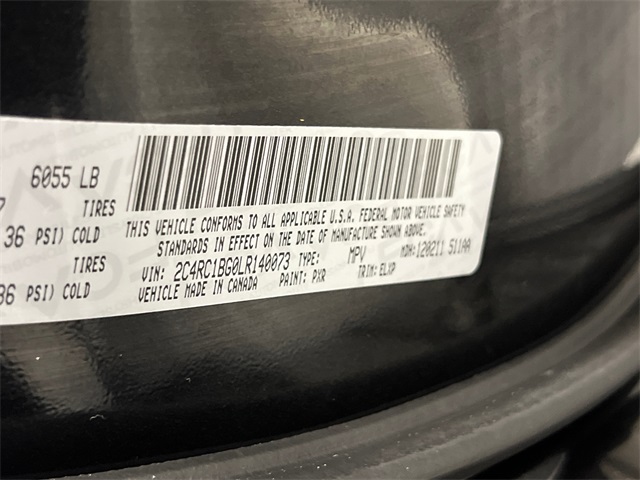 6055 LB
TIRES
36 PSI) COLD
TIRES
36 PSI) COLD
THIS VEHICLE CONFORMS TO ALL APPLICABLE U.S.A. FEDERAL MOTOR VEHICLE SAFETY
STANDARDS IN EFFECT ON THE DATE OF MANUFACTURE SHOWN ABOVE.
VIN: 2C4RC1BG0LR140073 TYPE: MPV MDH:120211 511AA
VEHICLE MADE IN CANADA PAINT: PXR TRIM: ELXP